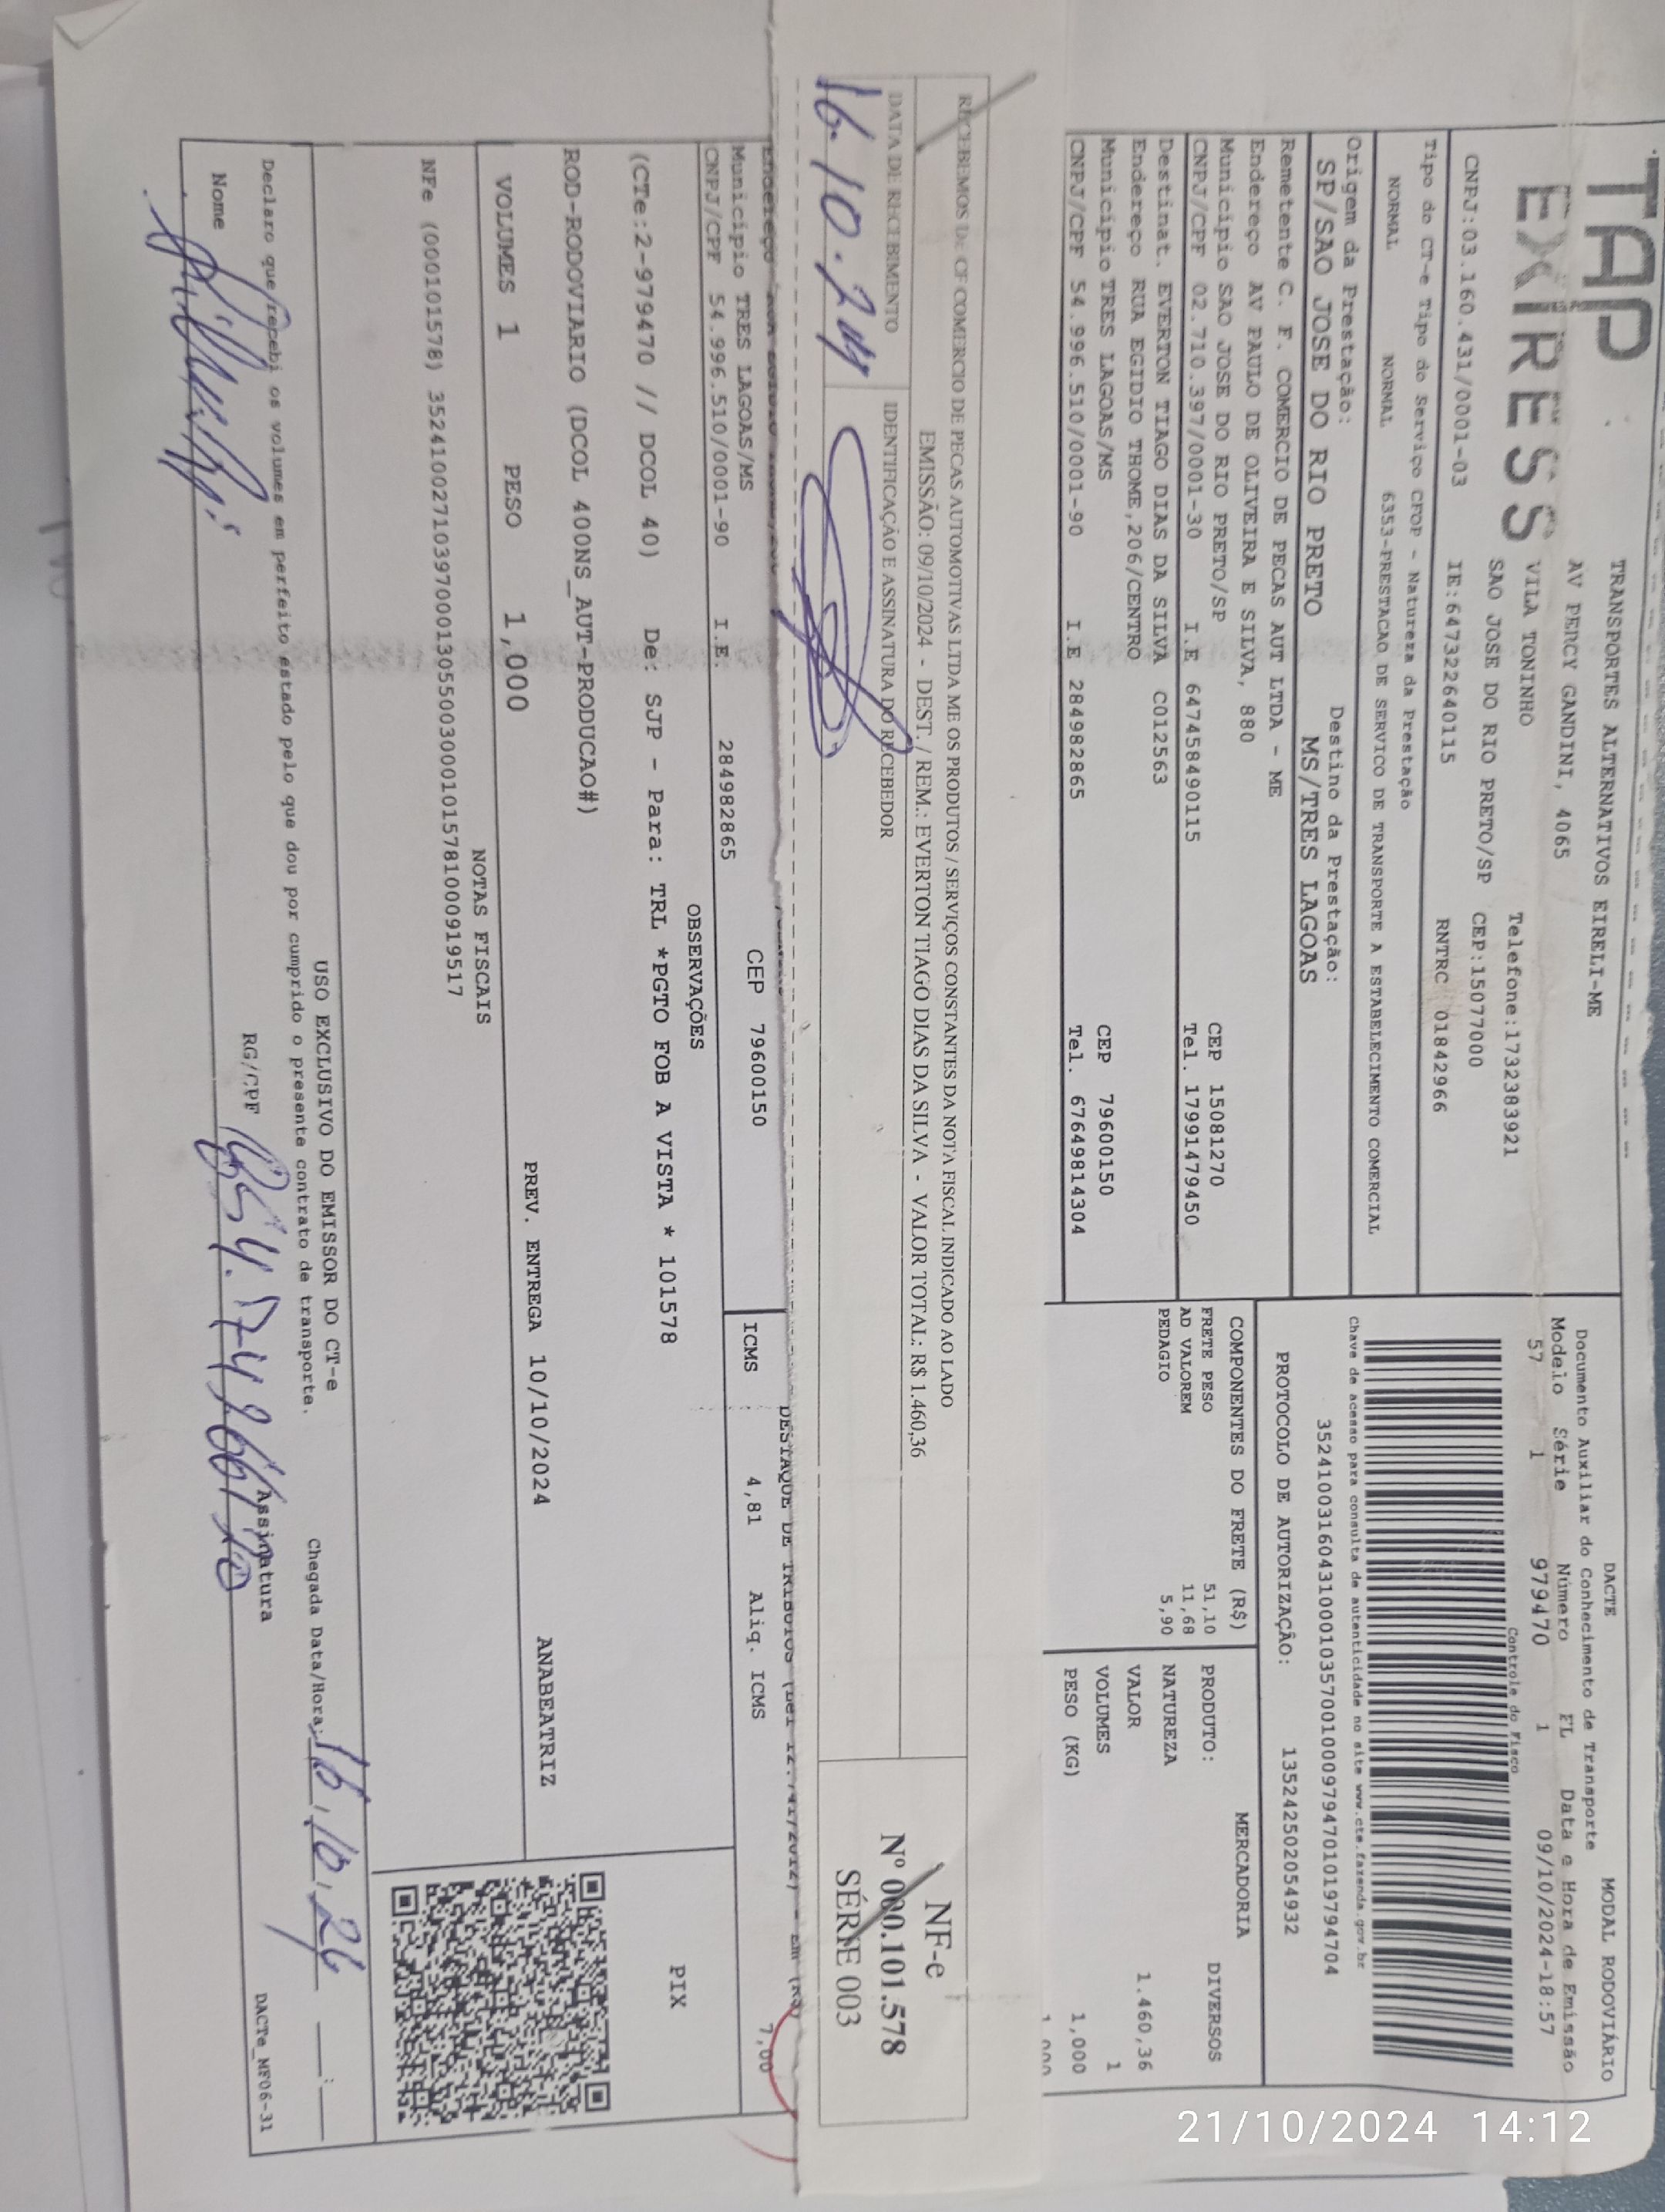 TAP
EXPRESS
TRANSPORTES ALTERNATIVOS EIRELI-ME
AV PERCY GANDINI, 4065
VILA TONINHO
Telefone:1732383921
SAO JOSE DO RIO PRETO/SP CEP:15077000
CNPJ:03.160.431/0001-03 IE:647322640115 RNTRC 01842966
Tipo do CT-e Tipo do Serviço CFOP - Natureza da Prestação
NORMAL NORMAL 6353-PRESTACAO DE SERVICO DE TRANSPORTE A ESTABELECIMENTO COMERCIAL
Origem da Prestação: Destino da Prestação:
SP/SAO JOSE DO RIO PRETO MS/TRES LAGOAS
Remetente C. F. COMERCIO DE PECAS AUT LTDA - ME
Endereço AV PAULO DE OLIVEIRA E SILVA, 880
Municipio SAO JOSE DO RIO PRETO/SP CEP 15081270
CNPJ/CPF 02.710.397/0001-30 I.E 647458490115 Tel. 17991479450
Destinat. EVERTON TIAGO DIAS DA SILVA C012563
Endereço RUA EGIDIO THOME,206/CENTRO
Municipio TRES LAGOAS/MS CEP 79600150
CNPJ/CPF 54.996.510/0001-90 I.E 284982865 Tel. 67649814304
DACTE MODAL RODOVIÁRIO
Documento Auxiliar do Conhecimento de Transporte
Modelo Série Número FL Data e Hora de Emissão
57 1 979470 1 09/10/2024-18:57
Controle do Fisco
Chave de acesso para consulta de autenticidade no site www.cte.fazenda.gov.br
35241003160431000103570010009794701019794704
PROTOCOLO DE AUTORIZAÇÃO: 135242502054932
COMPONENTES DO FRETE (R$)
FRETE PESO 51,10
AD VALOREM 11,68
PEDAGIO 5,90
MERCADORIA
PRODUTO: DIVERSOS
NATUREZA
VALOR 1.460,36
VOLUMES 1
PESO (KG) 1,000
RECEBEMOS DE CF COMERCIO DE PECAS AUTOMOTIVAS LTDA ME OS PRODUTOS / SERVIÇOS CONSTANTES DA NOTA FISCAL INDICADO AO LADO
EMISSÃO: 09/10/2024 - DEST. / REM.: EVERTON TIAGO DIAS DA SILVA - VALOR TOTAL: R$ 1.460,36
DATA DE RECEBIMENTO IDENTIFICAÇÃO E ASSINATURA DO RECEBEDOR
16.10.24
NF-e
Nº 000.101.578
SÉRIE 003
DESTAQUE DE TRIBUTOS (Lei 12.741/2012) - Em (R$)
Municipio TRES LAGOAS/MS CEP 79600150
CNPJ/CPF 54.996.510/0001-90 I.E 284982865
ICMS : 4,81 Aliq. ICMS 7,00
OBSERVAÇÕES
(CTe:2-979470 // DCOL 40) De: SJP - Para: TRL *PGTO FOB A VISTA * 101578
ROD-RODOVIARIO (DCOL 400NS_AUT-PRODUCAO#)
PIX
VOLUMES 1 PESO 1,000 PREV. ENTREGA 10/10/2024 ANABEATRIZ
NOTAS FISCAIS
NFe (000101578) 35241002710397000130550030001015781000919517
USO EXCLUSIVO DO EMISSOR DO CT-e
Declaro que recebi os volumes em perfeito estado pelo que dou por cumprido o presente contrato de transporte.
Chegada Data/Hora: 16.10.24 __:__
Nome RG/CPF Assinatura
DACTe_MF06-31
21/10/2024 14:12